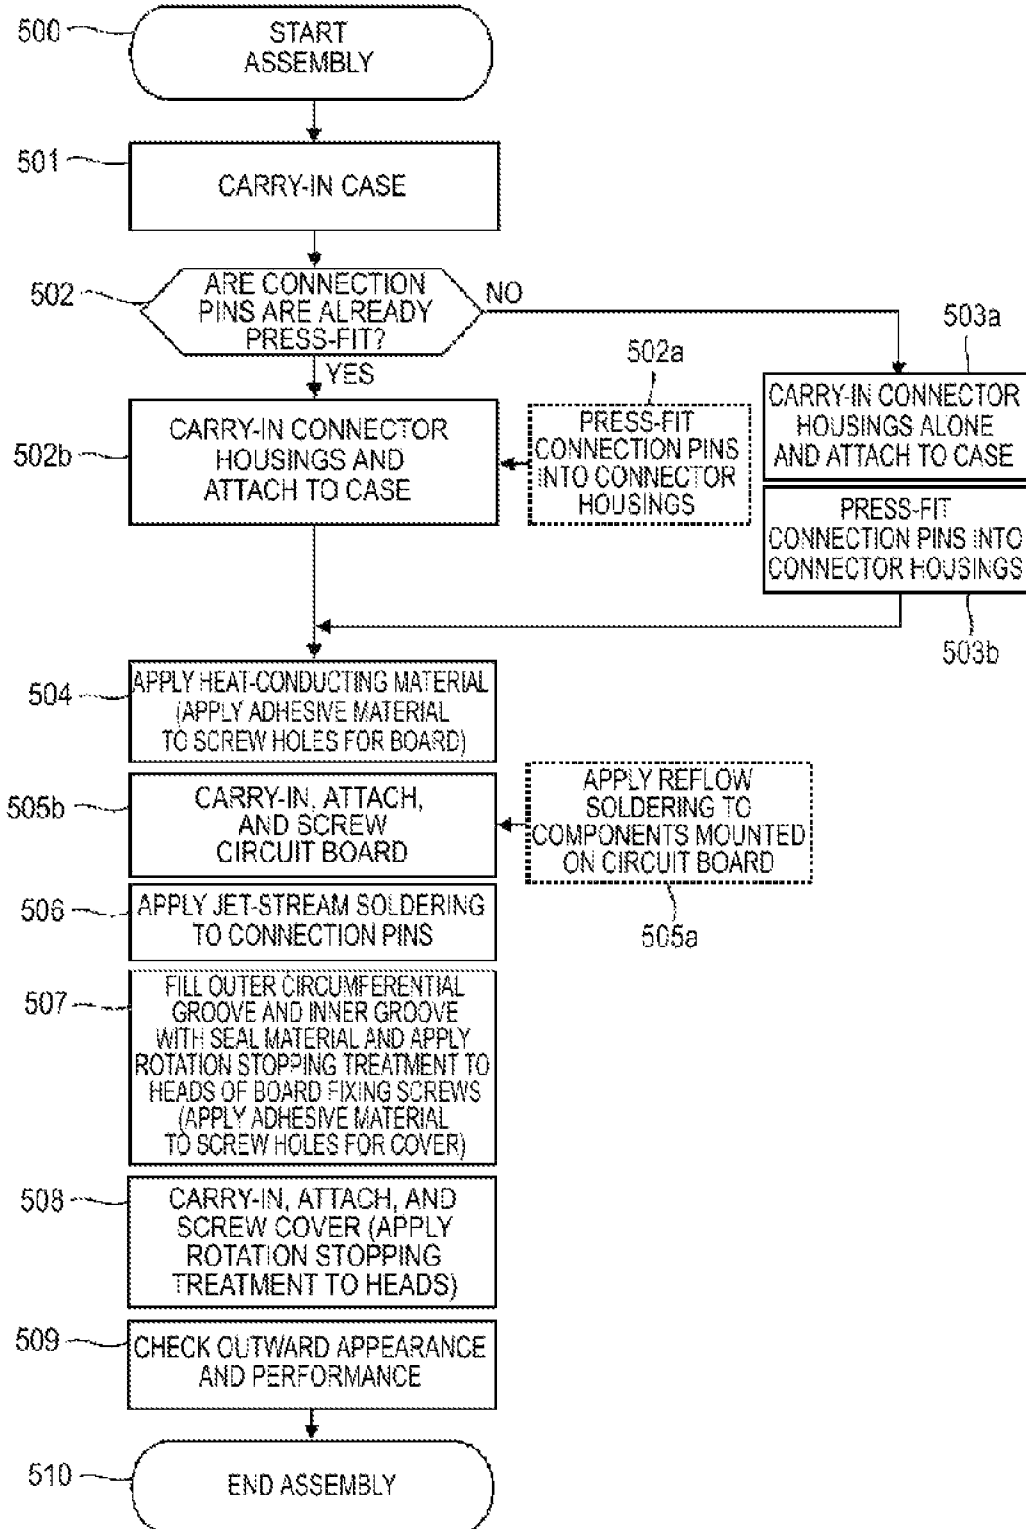 500
START
ASSEMBLY
501
CARRY-IN CASE
502
ARE CONNECTION
PINS ARE ALREADY
PRESS-FIT?
NO
YES
502a
503a
502b
CARRY-IN CONNECTOR
HOUSINGS AND
ATTACH TO CASE
PRESS-FIT
CONNECTION PINS
INTO CONNECTOR
HOUSINGS
CARRY-IN CONNECTOR
HOUSINGS ALONE
AND ATTACH TO CASE
PRESS-FIT
CONNECTION PINS INTO
CONNECTOR HOUSINGS
503b
504
APPLY HEAT-CONDUCTING MATERIAL
(APPLY ADHESIVE MATERIAL
TO SCREW HOLES FOR BOARD)
505b
CARRY-IN, ATTACH,
AND SCREW
CIRCUIT BOARD
APPLY REFLOW
SOLDERING TO
COMPONENTS MOUNTED
ON CIRCUIT BOARD
505a
506
APPLY JET-STREAM SOLDERING
TO CONNECTION PINS
507
FILL OUTER CIRCUMFERENTIAL
GROOVE AND INNER GROOVE
WITH SEAL MATERIAL AND APPLY
ROTATION STOPPING TREATMENT TO
HEADS OF BOARD FIXING SCREWS
(APPLY ADHESIVE MATERIAL
TO SCREW HOLES FOR COVER)
508
CARRY-IN, ATTACH, AND
SCREW COVER (APPLY
ROTATION STOPPING
TREATMENT TO HEADS)
509
CHECK OUTWARD APPEARANCE
AND PERFORMANCE
510
END ASSEMBLY